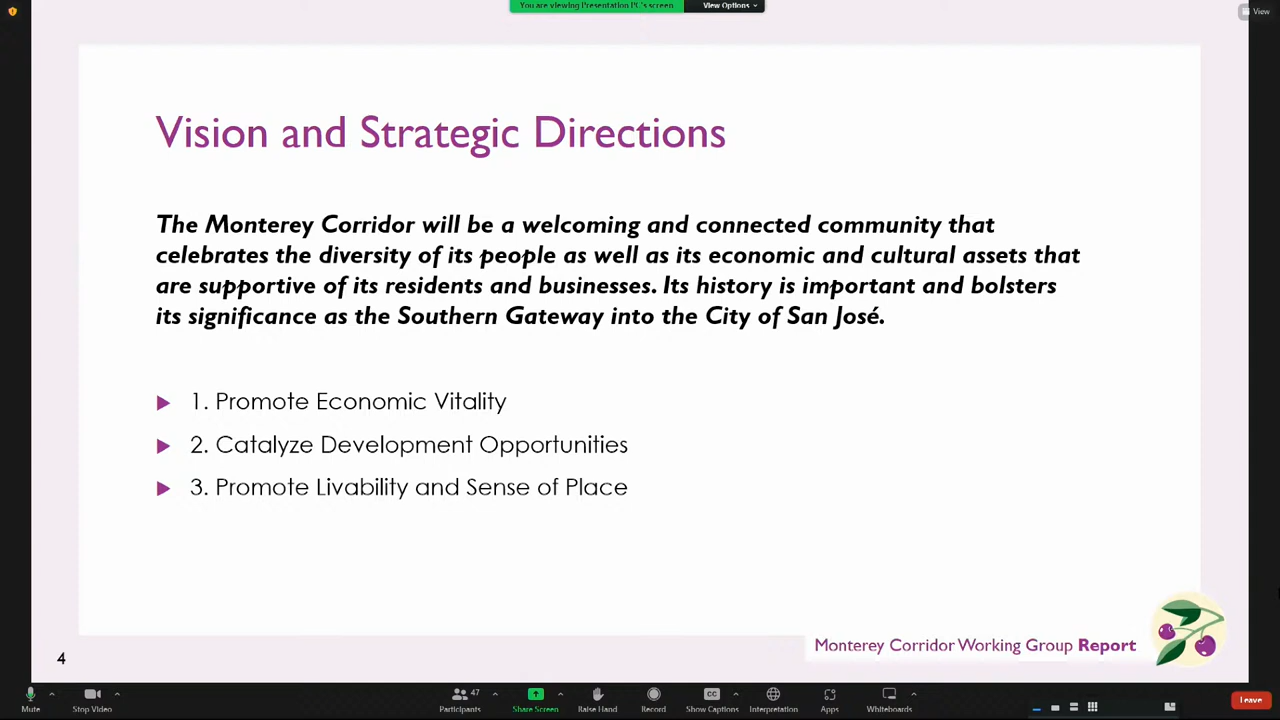 You are viewing Presentation PC's screen View Options
View
Vision and Strategic Directions
The Monterey Corridor will be a welcoming and connected community that
celebrates the diversity of its people as well as its economic and cultural assets that
are supportive of its residents and businesses. Its history is important and bolsters
its significance as the Southern Gateway into the City of San José.
1. Promote Economic Vitality
2. Catalyze Development Opportunities
3. Promote Livability and Sense of Place
Monterey Corridor Working Group Report
4
47
Mute Stop Video Participants Share Screen Raise Hand Record Show Captions Interpretation Apps Whiteboards Leave